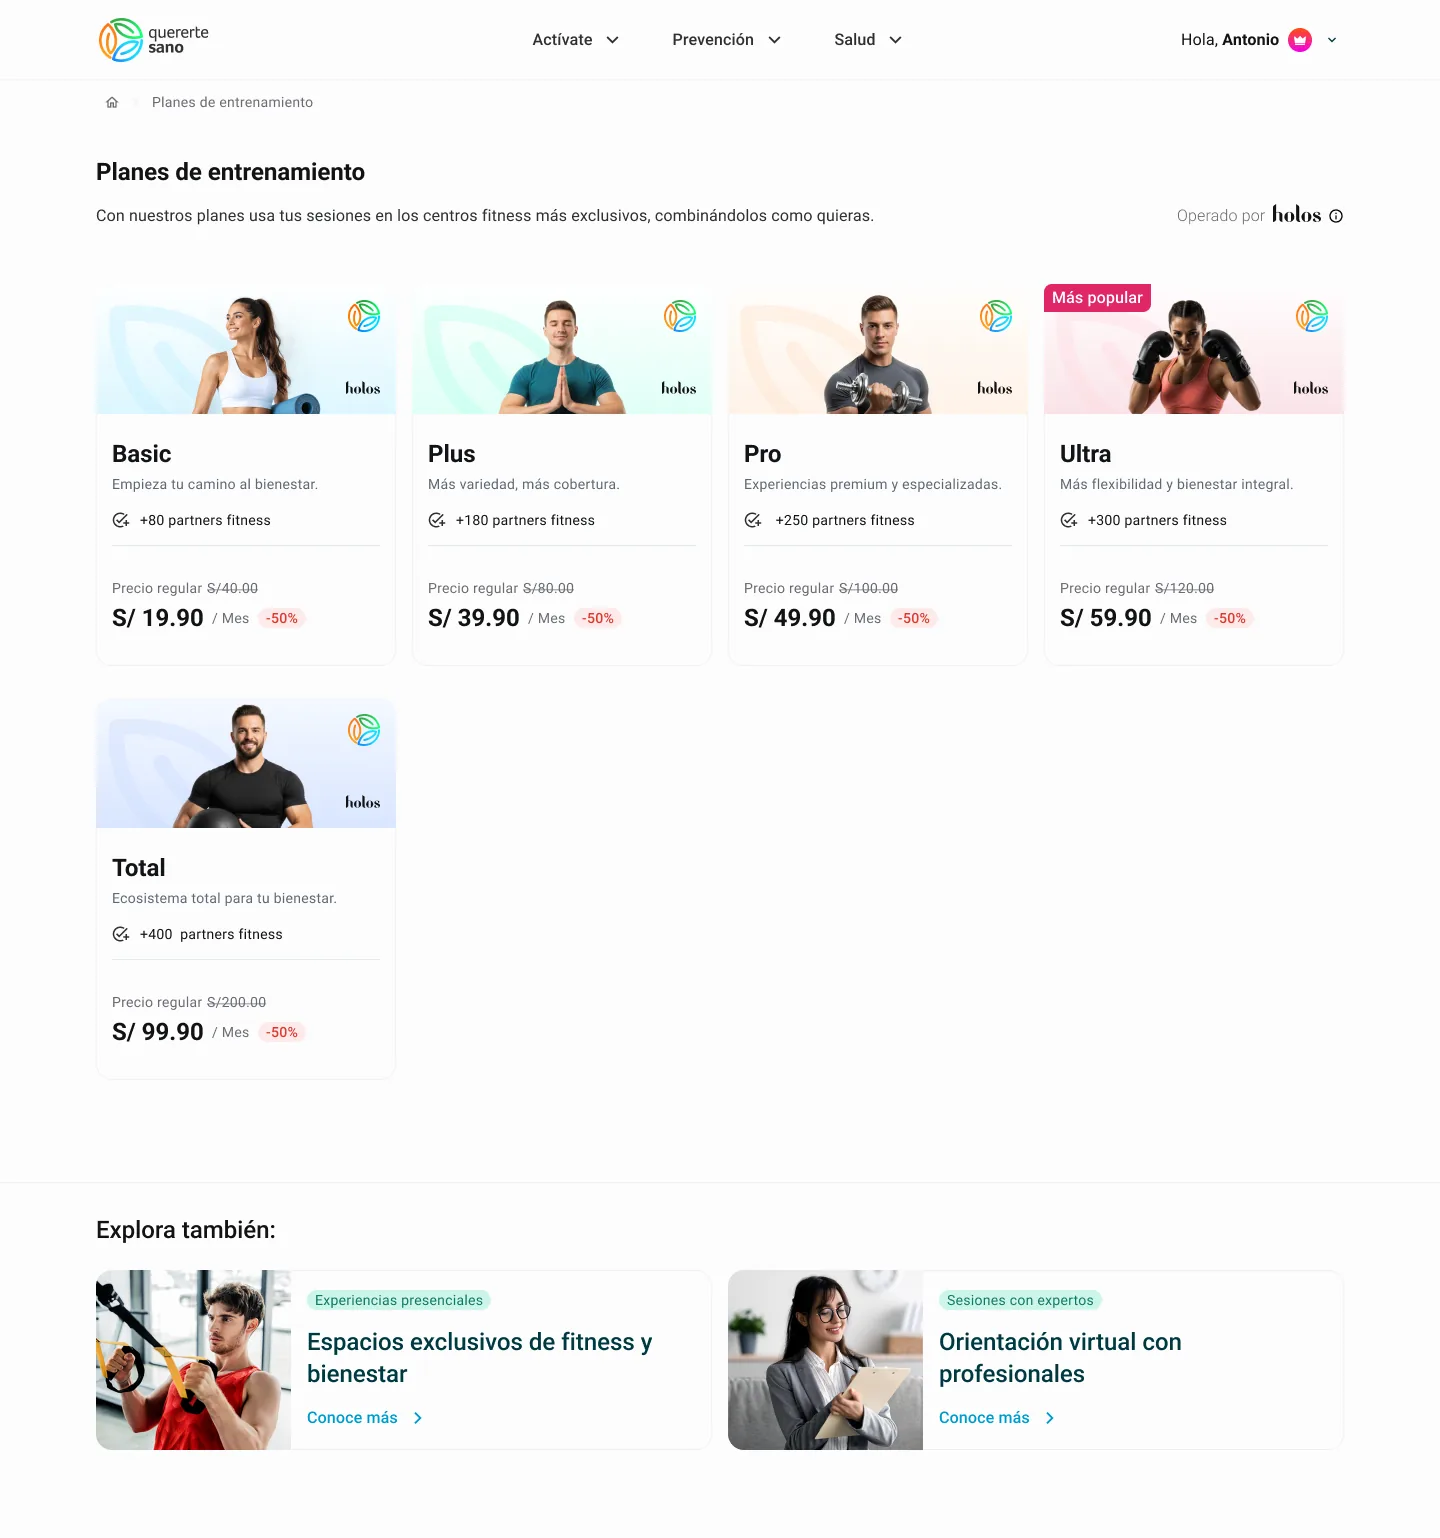 quererte
sano
Actívate
Prevención
Salud
Hola, Antonio
Planes de entrenamiento
Planes de entrenamiento
Con nuestros planes usa tus sesiones en los centros fitness más exclusivos, combinándolos como quieras.
Operado por holos
holos
Basic
Empieza tu camino al bienestar.
+80 partners fitness
Precio regular S/40.00
S/ 19.90 / Mes -50%
holos
Plus
Más variedad, más cobertura.
+180 partners fitness
Precio regular S/80.00
S/ 39.90 / Mes -50%
holos
Pro
Experiencias premium y especializadas.
+250 partners fitness
Precio regular S/100.00
S/ 49.90 / Mes -50%
Más popular
holos
Ultra
Más flexibilidad y bienestar integral.
+300 partners fitness
Precio regular S/120.00
S/ 59.90 / Mes -50%
holos
Total
Ecosistema total para tu bienestar.
+400 partners fitness
Precio regular S/200.00
S/ 99.90 / Mes -50%
Explora también:
Experiencias presenciales
Espacios exclusivos de fitness y
bienestar
Conoce más
Sesiones con expertos
Orientación virtual con
profesionales
Conoce más